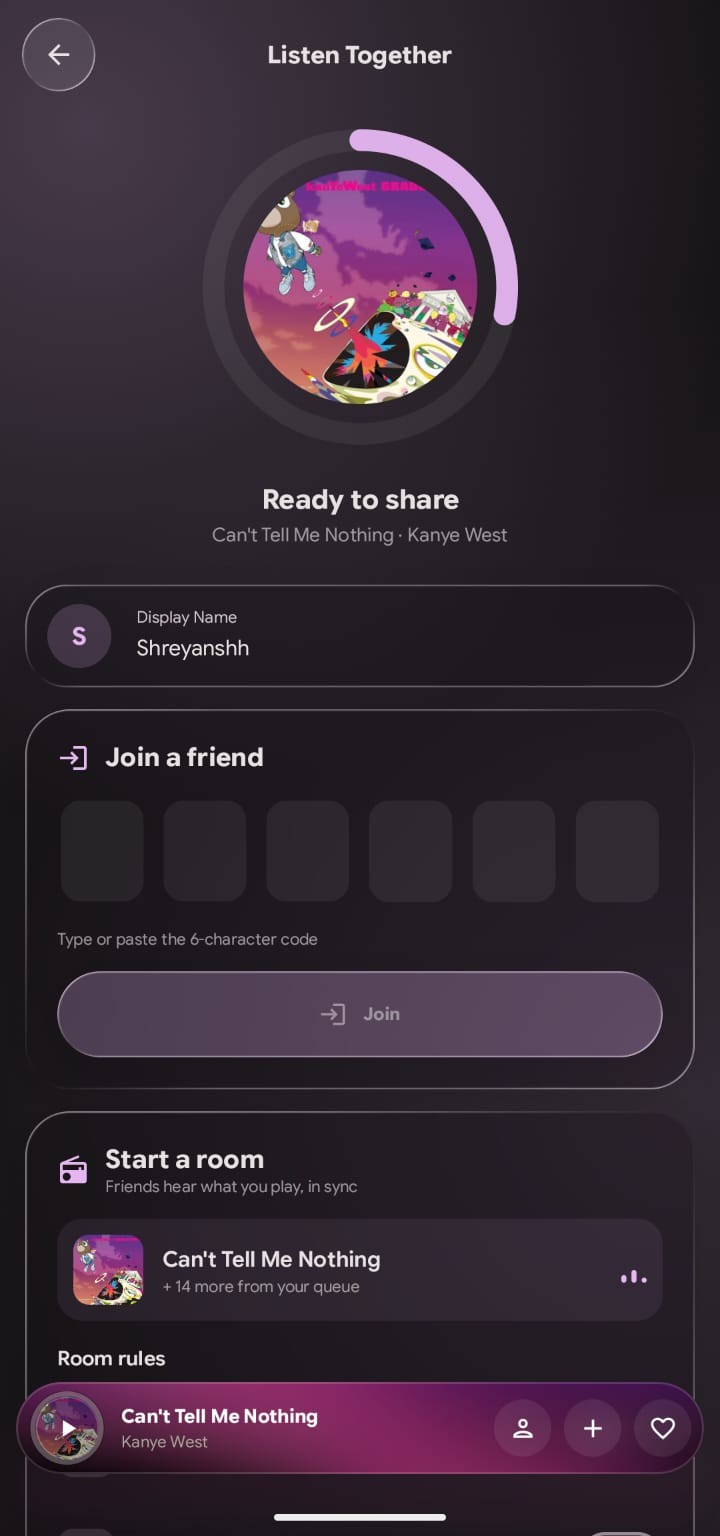 Listen Together
KanYeWest GRAD
Ready to share
Can't Tell Me Nothing · Kanye West
S
Display Name
Shreyanshh
Join a friend
Type or paste the 6-character code
Join
Start a room
Friends hear what you play, in sync
Can't Tell Me Nothing
+ 14 more from your queue
Room rules
Can't Tell Me Nothing
Kanye West